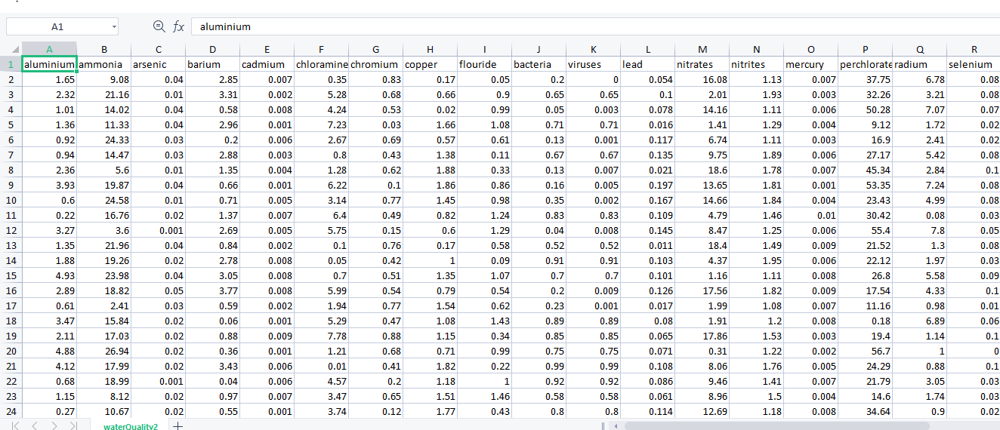 A1 fx aluminium
A B C D E F G H I J K L M N O P Q R
1 aluminium ammonia arsenic barium cadmium chloramine chromium copper flouride bacteria viruses lead nitrates nitrites mercury perchlorate radium selenium
2 1.65 9.08 0.04 2.85 0.007 0.35 0.83 0.17 0.05 0.2 0 0.054 16.08 1.13 0.007 37.75 6.78 0.08
3 2.32 21.16 0.01 3.31 0.002 5.28 0.68 0.66 0.9 0.65 0.65 0.1 2.01 1.93 0.003 32.26 3.21 0.08
4 1.01 14.02 0.04 0.58 0.008 4.24 0.53 0.02 0.99 0.05 0.003 0.078 14.16 1.11 0.006 50.28 7.07 0.07
5 1.36 11.33 0.04 2.96 0.001 7.23 0.03 1.66 1.08 0.71 0.71 0.016 1.41 1.29 0.004 9.12 1.72 0.02
6 0.92 24.33 0.03 0.2 0.006 2.67 0.69 0.57 0.61 0.13 0.001 0.117 6.74 1.11 0.003 16.9 2.41 0.02
7 0.94 14.47 0.03 2.88 0.003 0.8 0.43 1.38 0.11 0.67 0.67 0.135 9.75 1.89 0.006 27.17 5.42 0.08
8 2.36 5.6 0.01 1.35 0.004 1.28 0.62 1.88 0.33 0.13 0.007 0.021 18.6 1.78 0.007 45.34 2.84 0.1
9 3.93 19.87 0.04 0.66 0.001 6.22 0.1 1.86 0.86 0.16 0.005 0.197 13.65 1.81 0.001 53.35 7.24 0.08
10 0.6 24.58 0.01 0.71 0.005 3.14 0.77 1.45 0.98 0.35 0.002 0.167 14.66 1.84 0.004 23.43 4.99 0.08
11 0.22 16.76 0.02 1.37 0.007 6.4 0.49 0.82 1.24 0.83 0.83 0.109 4.79 1.46 0.01 30.42 0.08 0.03
12 3.27 3.6 0.001 2.69 0.005 5.75 0.15 0.6 1.29 0.04 0.008 0.145 8.47 1.25 0.006 55.4 7.8 0.05
13 1.35 21.96 0.04 0.84 0.002 0.1 0.76 0.17 0.58 0.52 0.52 0.011 18.4 1.49 0.009 21.52 1.3 0.08
14 1.88 19.26 0.02 2.78 0.008 0.05 0.42 1 0.09 0.91 0.91 0.103 4.37 1.95 0.006 22.12 1.97 0.03
15 4.93 23.98 0.04 3.05 0.008 0.7 0.51 1.35 1.07 0.7 0.7 0.101 1.16 1.11 0.008 26.8 5.58 0.09
16 2.89 18.82 0.05 3.77 0.008 5.99 0.54 0.79 0.54 0.2 0.009 0.126 17.56 1.82 0.009 17.54 4.33 0.1
17 0.61 2.41 0.03 0.59 0.002 1.94 0.77 1.54 0.62 0.23 0.001 0.017 1.99 1.08 0.007 11.16 0.98 0.01
18 3.47 15.84 0.02 0.06 0.001 5.29 0.47 1.08 1.43 0.89 0.89 0.08 1.91 1.2 0.008 0.18 6.89 0.06
19 2.11 17.03 0.02 0.88 0.009 7.78 0.88 1.15 0.34 0.85 0.85 0.065 17.86 1.53 0.003 19.4 1.14 0.1
20 4.88 26.94 0.02 0.36 0.001 1.21 0.68 0.71 0.99 0.75 0.75 0.071 0.31 1.22 0.002 56.7 1 0
21 4.12 17.99 0.02 3.43 0.006 0.01 0.41 1.82 0.22 0.99 0.99 0.108 8.06 1.76 0.005 24.29 0.88 0.1
22 0.68 18.99 0.001 0.04 0.006 4.57 0.2 1.18 1 0.92 0.92 0.086 9.46 1.41 0.007 21.79 3.05 0.03
23 1.15 8.12 0.02 0.97 0.007 3.47 0.65 1.51 1.46 0.58 0.58 0.061 8.96 1.5 0.004 14.6 1.74 0.03
24 0.27 10.67 0.02 0.55 0.001 3.74 0.12 1.77 0.43 0.8 0.8 0.114 12.69 1.18 0.008 34.64 0.9 0.02
waterQuality2